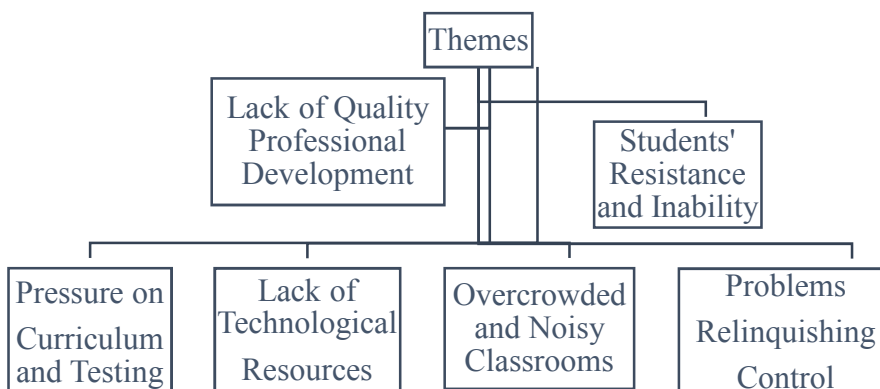 Themes
Lack of Quality
Professional
Development
Students'
Resistance
and Inability
Pressure on
Curriculum
and Testing
Lack of
Technological
Resources
Overcrowded
and Noisy
Classrooms
Problems
Relinquishing
Control